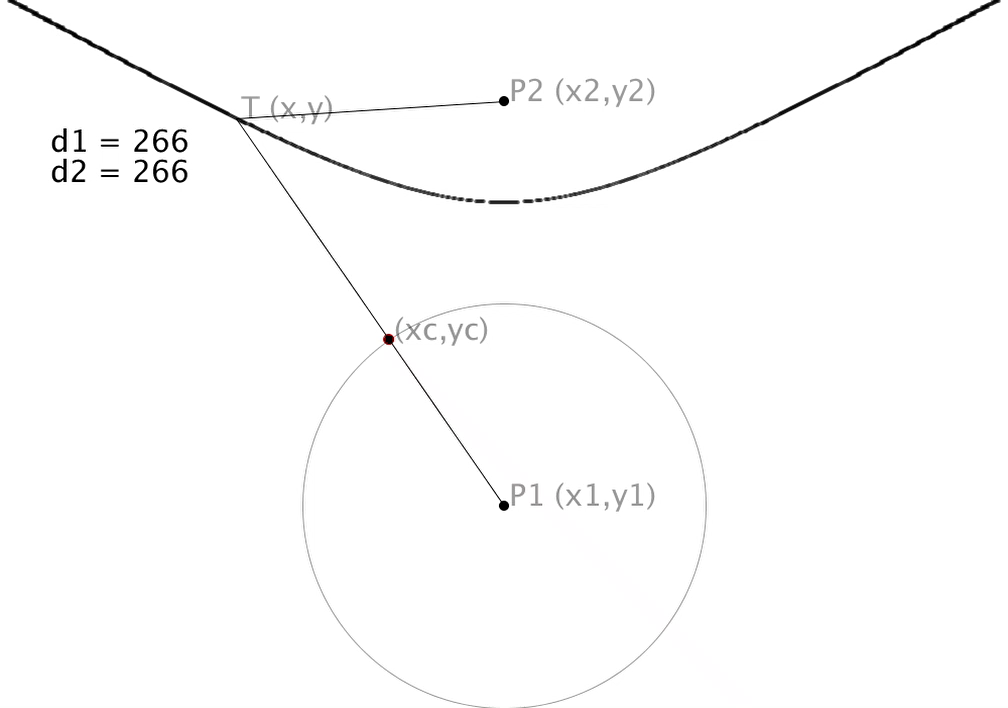 P2 (x2,y2)
T (x,y)
d1 = 266
d2 = 266
(xc,yc)
P1 (x1,y1)